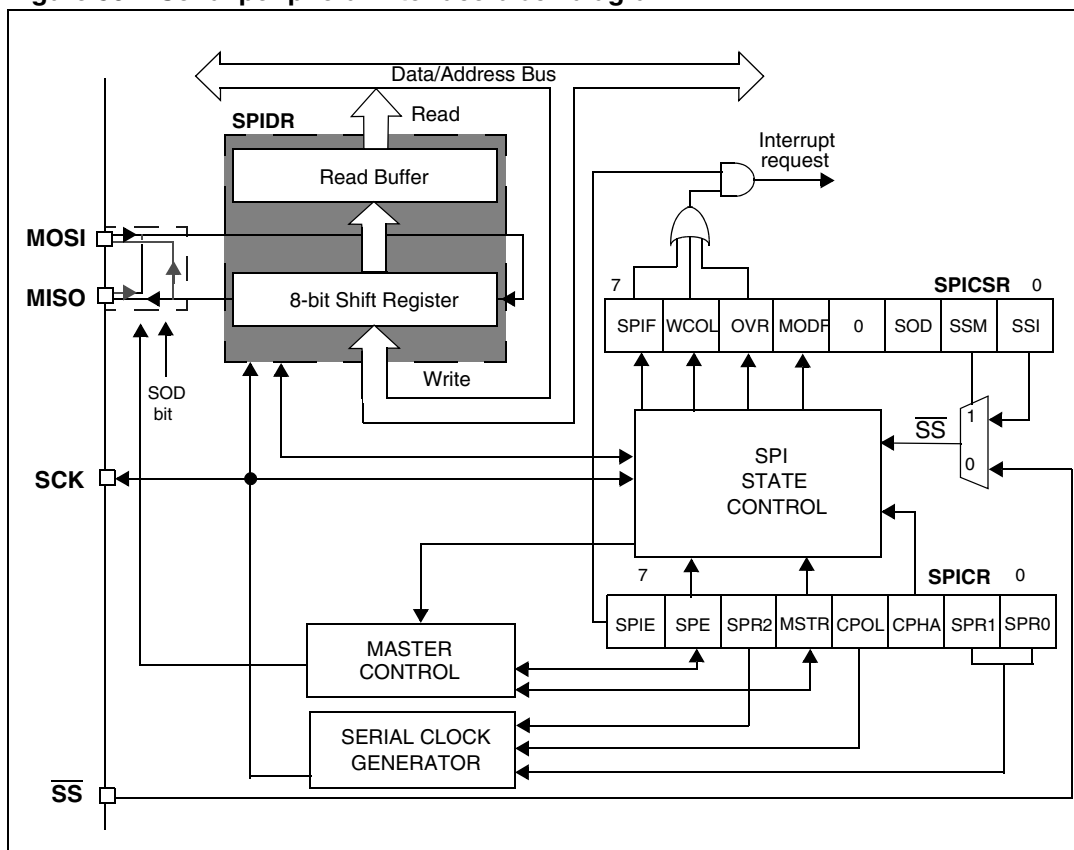 Data/Address Bus
Read
SPIDR
Interrupt
request
Read Buffer
MOSI
MISO
8-bit Shift Register
7
SPICSR
0
SPIF WCOL OVR MODF 0 SOD SSM SSI
Write
SOD
bit
1
SS
0
SCK
SPI
STATE
CONTROL
7
SPICR
0
SPIE SPE SPR2 MSTR CPOL CPHA SPR1 SPR0
MASTER
CONTROL
SERIAL CLOCK
GENERATOR
SS